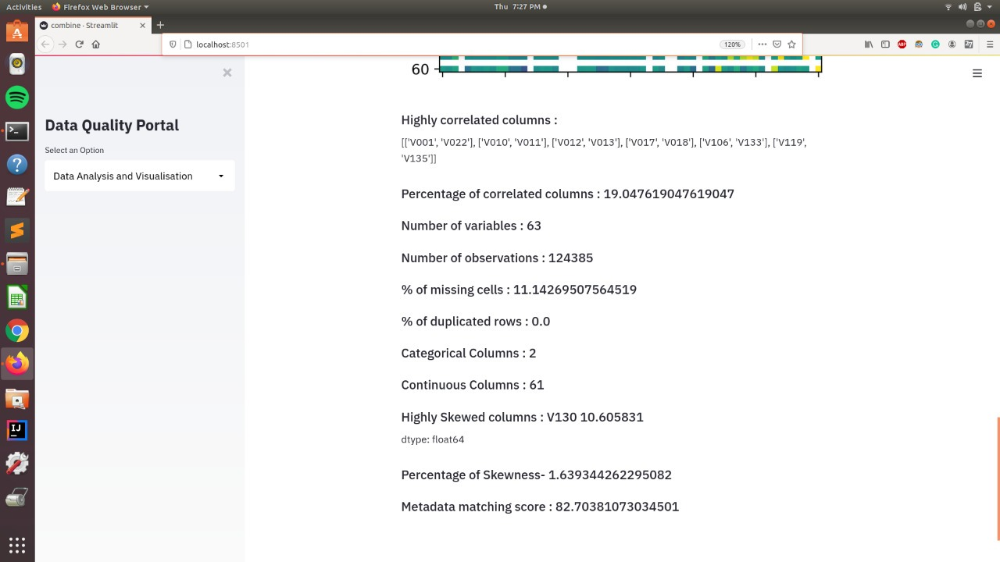 Activities
Firefox Web Browser
Thu 7:27 PM
combine · Streamlit
localhost:8501
120%
ABP
60
Data Quality Portal
Select an Option
Data Analysis and Visualisation
Highly correlated columns :
[['V001', 'V022'], ['V010', 'V011'], ['V012', 'V013'], ['V017', 'V018'], ['V106', 'V133'], ['V119',
'V135']]
Percentage of correlated columns : 19.047619047619047
Number of variables : 63
Number of observations : 124385
% of missing cells : 11.14269507564519
% of duplicated rows : 0.0
Categorical Columns : 2
Continuous Columns : 61
Highly Skewed columns : V130 10.605831
dtype: float64
Percentage of Skewness- 1.639344262295082
Metadata matching score : 82.70381073034501
IJ